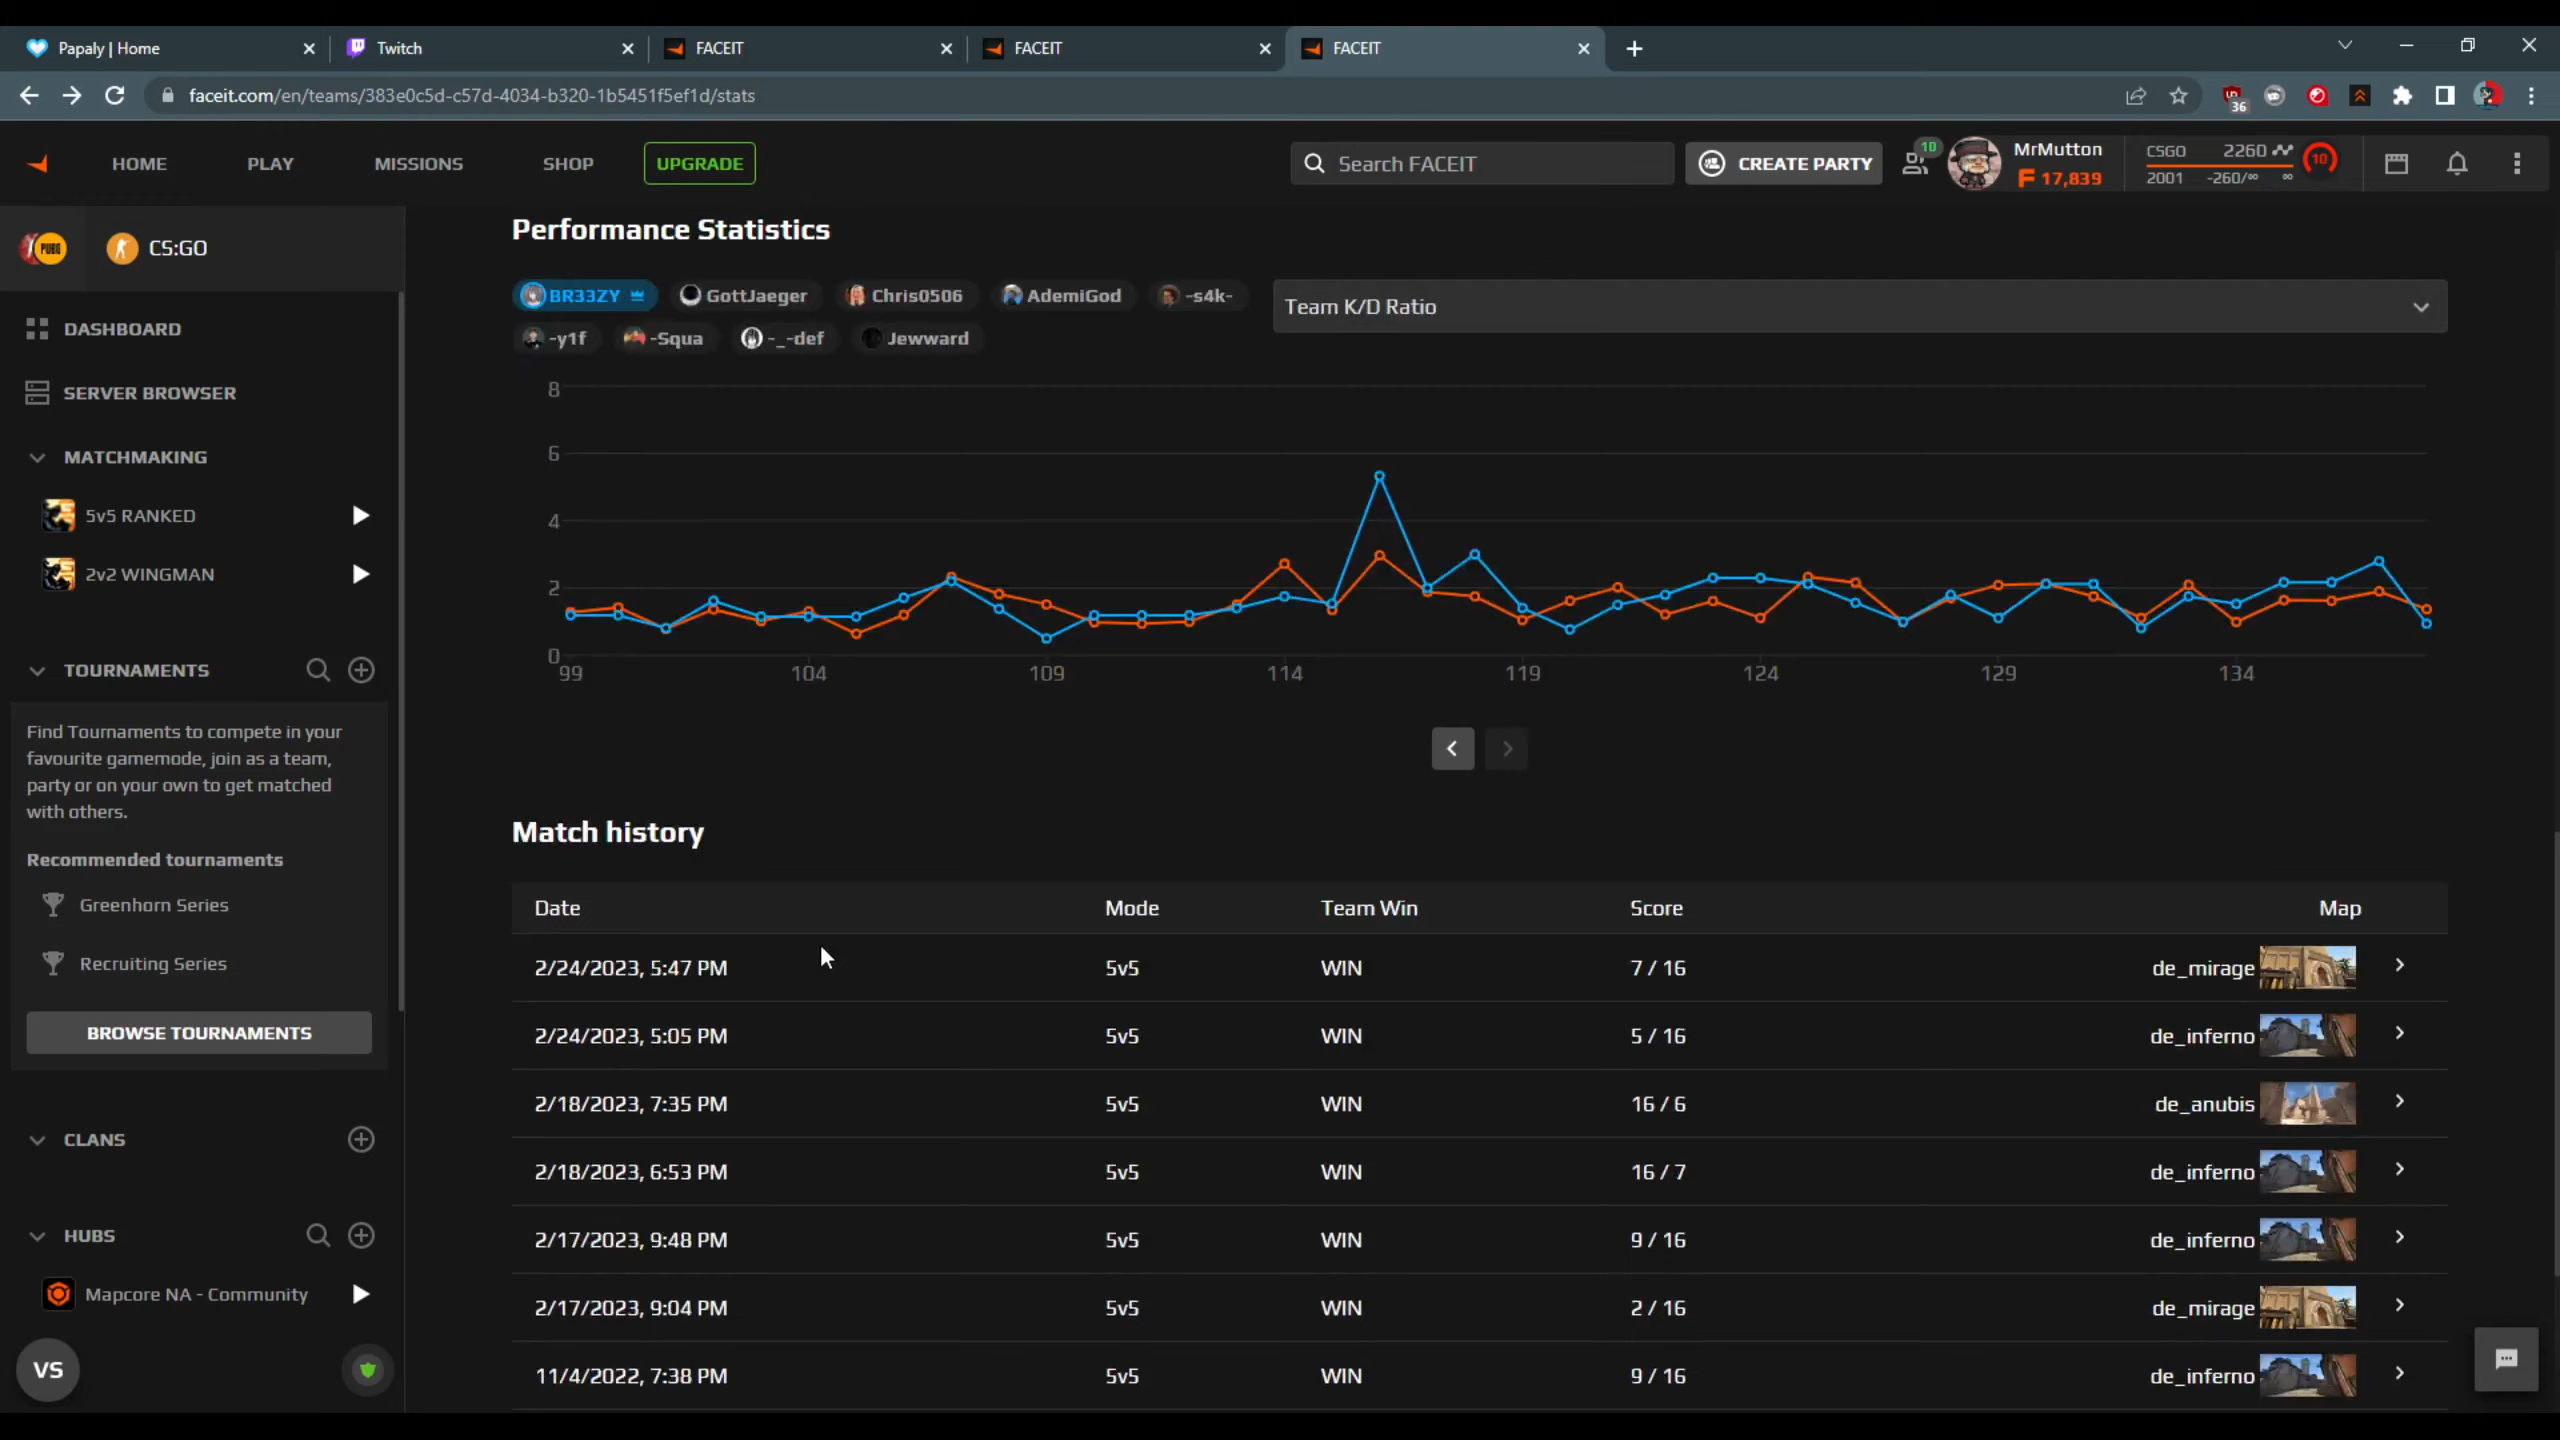 Papaly | Home
Twitch
FACEIT
FACEIT
FACEIT
faceit.com/en/teams/383e0c5d-c57d-4034-b320-1b5451f5ef1d/stats
36
HOME
PLAY
MISSIONS
SHOP
UPGRADE
Search FACEIT
CREATE PARTY
10
MrMutton
17,839
CSGO 2260
2001 -260/∞ ∞
10
PUBG
CS:GO
DASHBOARD
SERVER BROWSER
MATCHMAKING
5v5 RANKED
2v2 WINGMAN
TOURNAMENTS
Find Tournaments to compete in your
favourite gamemode, join as a team,
party or on your own to get matched
with others.
Recommended tournaments
Greenhorn Series
Recruiting Series
BROWSE TOURNAMENTS
CLANS
HUBS
Mapcore NA - Community
VS
Performance Statistics
BR33ZY GottJaeger Chris0506 AdemiGod -s4k-
-y1f -Squa -_-def Jewward
Team K/D Ratio
8
6
4
2
0
99 104 109 114 119 124 129 134
Match history
Date Mode Team Win Score Map
2/24/2023, 5:47 PM 5v5 WIN 7 / 16 de_mirage
2/24/2023, 5:05 PM 5v5 WIN 5 / 16 de_inferno
2/18/2023, 7:35 PM 5v5 WIN 16 / 6 de_anubis
2/18/2023, 6:53 PM 5v5 WIN 16 / 7 de_inferno
2/17/2023, 9:48 PM 5v5 WIN 9 / 16 de_inferno
2/17/2023, 9:04 PM 5v5 WIN 2 / 16 de_mirage
11/4/2022, 7:38 PM 5v5 WIN 9 / 16 de_inferno